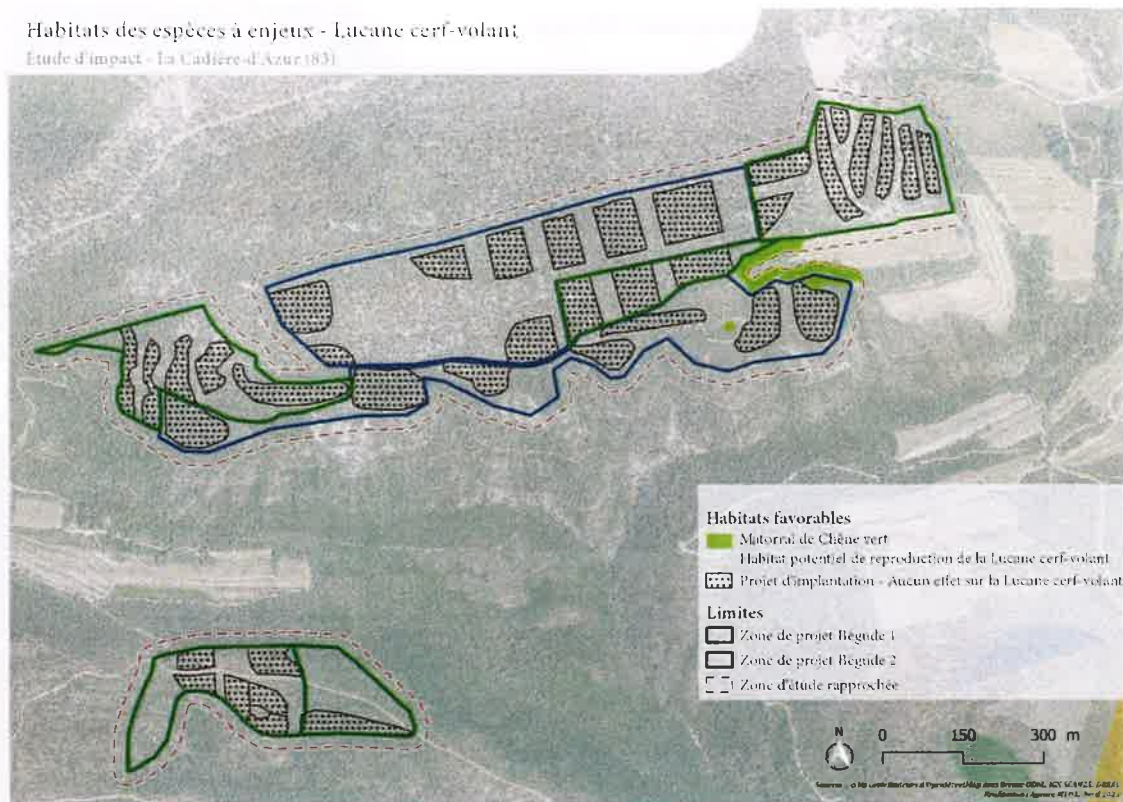 Habitats des espèces à enjeux - Lucane cerf-volant
Étude d'impact - La Cadière-d'Azur (83)
Habitats favorables
Matorral de Chêne vert
Habitat potentiel de reproduction de la Lucane cerf-volant
Projet d'implantation - Aucun effet sur la Lucane cerf-volant
Limites
Zone de projet Bégude 1
Zone de projet Bégude 2
Zone d'étude rapprochée
N
0 150 300 m